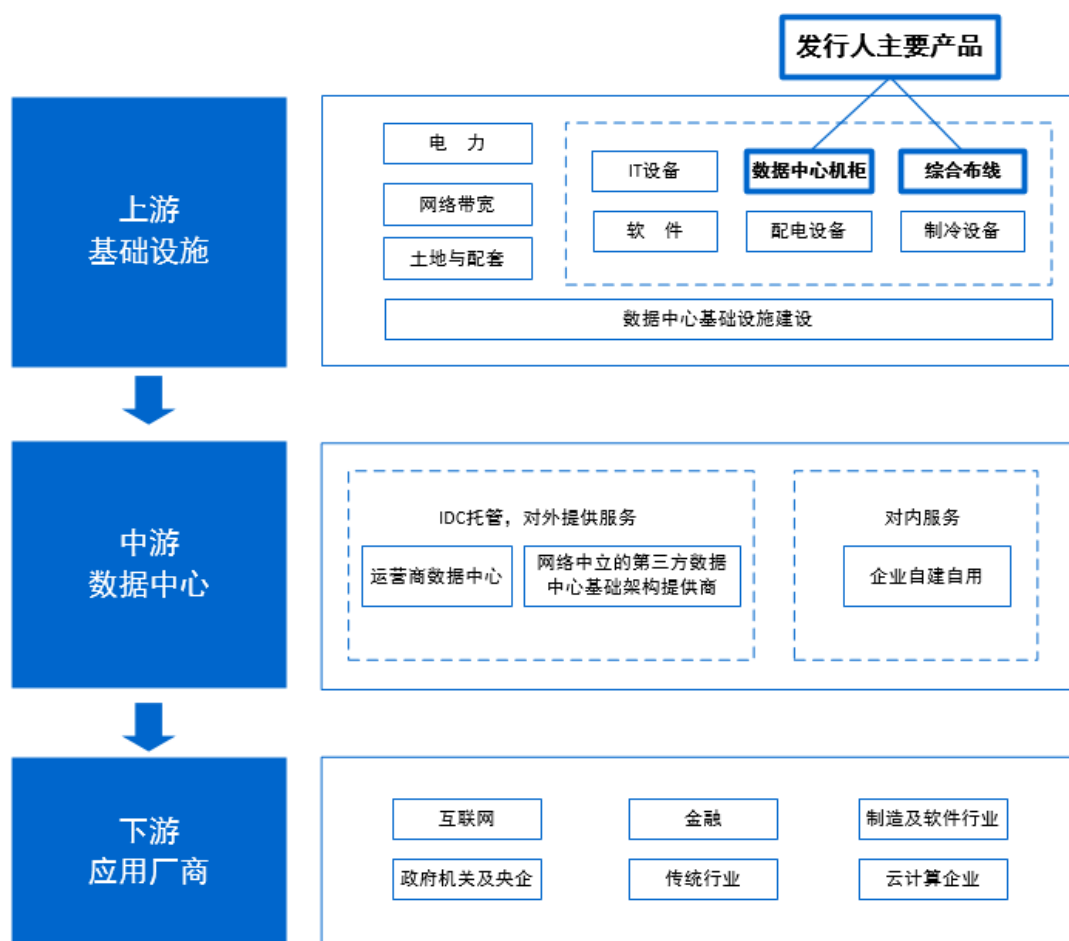 发行人主要产品
上游
基础设施
电 力
网络带宽
土地与配套
IT设备
数据中心机柜
综合布线
软 件
配电设备
制冷设备
数据中心基础设施建设
中游
数据中心
IDC托管，对外提供服务
运营商数据中心
网络中立的第三方数据
中心基础架构提供商
对内服务
企业自建自用
下游
应用厂商
互联网
金融
制造及软件行业
政府机关及央企
传统行业
云计算企业